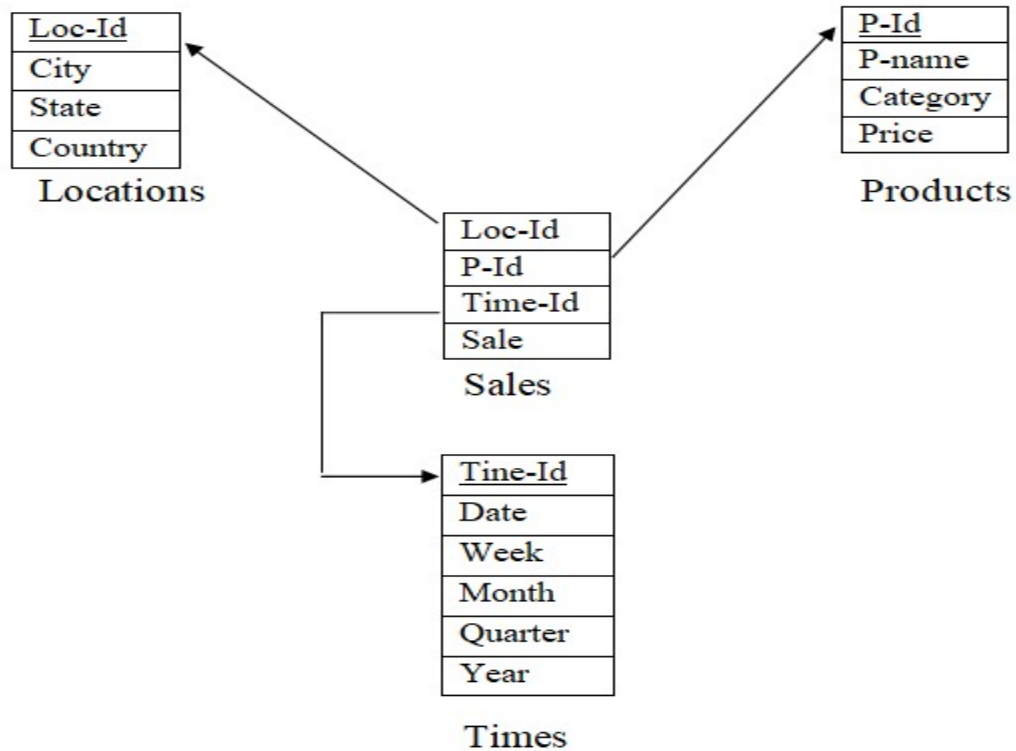 Loc-Id
City
State
Country
Locations
P-Id
P-name
Category
Price
Products
Loc-Id
P-Id
Time-Id
Sale
Sales
Tine-Id
Date
Week
Month
Quarter
Year
Times